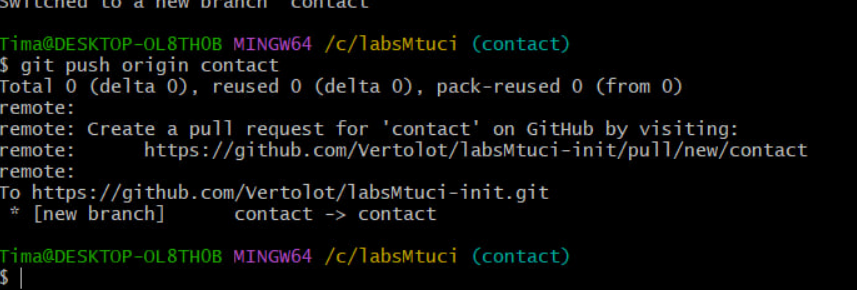 Switched to a new branch 'contact'
Tima@DESKTOP-OL8TH0B MINGW64 /c/labsMtuci (contact)
$ git push origin contact
Total 0 (delta 0), reused 0 (delta 0), pack-reused 0 (from 0)
remote:
remote: Create a pull request for 'contact' on GitHub by visiting:
remote:      https://github.com/Vertolot/labsMtuci-init/pull/new/contact
remote:
To https://github.com/Vertolot/labsMtuci-init.git
 * [new branch]      contact -> contact
Tima@DESKTOP-OL8TH0B MINGW64 /c/labsMtuci (contact)
$